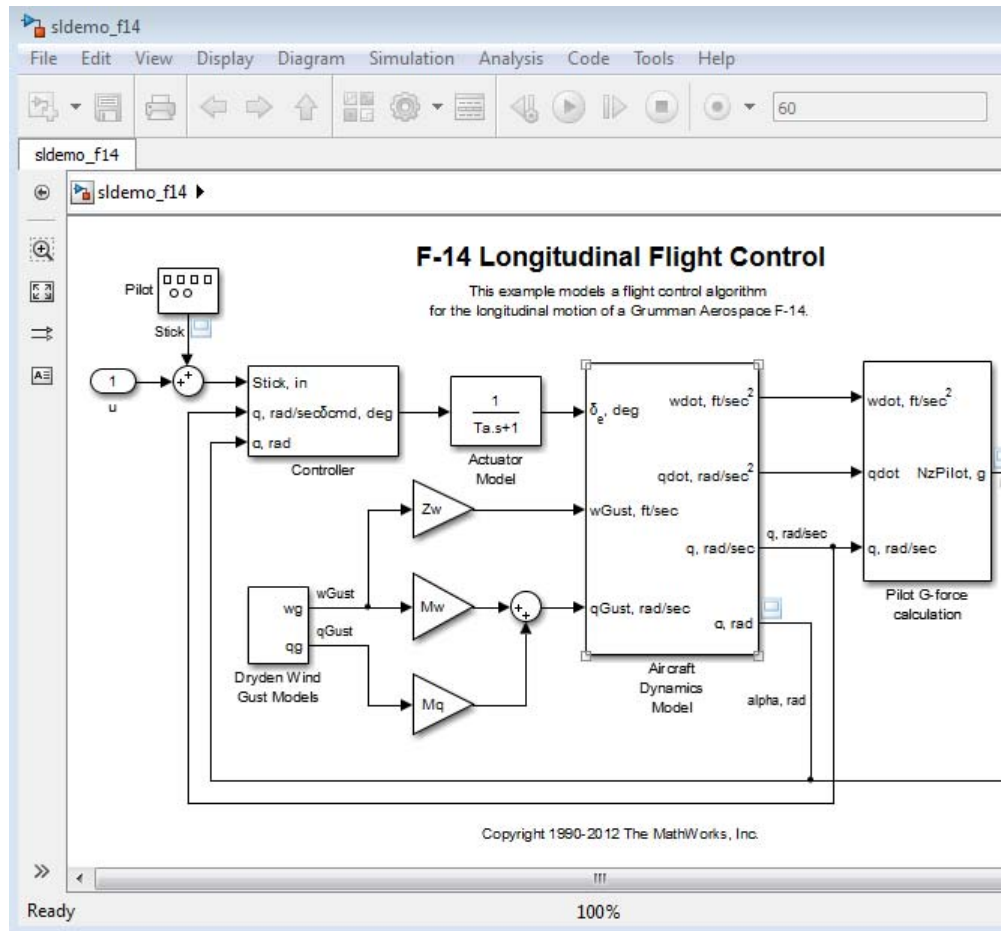 sldemo_f14
File Edit View Display Diagram Simulation Analysis Code Tools Help
60
sldemo_f14
sldemo_f14
F-14 Longitudinal Flight Control
This example models a flight control algorithm
for the longitudinal motion of a Grumman Aerospace F-14.
Pilot
Stick
1
u
Stick, in
q, rad/secδcmd, deg
α, rad
Controller
1
Ta.s+1
Actuator
Model
Zw
Mw
Mq
wGust
qGust
wg
qg
Dryden Wind
Gust Models
δe, deg
wGust, ft/sec
qGust, rad/sec
wdot, ft/sec²
qdot, rad/sec²
q, rad/sec
α, rad
Aircraft
Dynamics
Model
q, rad/sec
alpha, rad
wdot, ft/sec²
qdot NzPilot, g
q, rad/sec
Pilot G-force
calculation
Copyright 1990-2012 The MathWorks, Inc.
Ready 100%